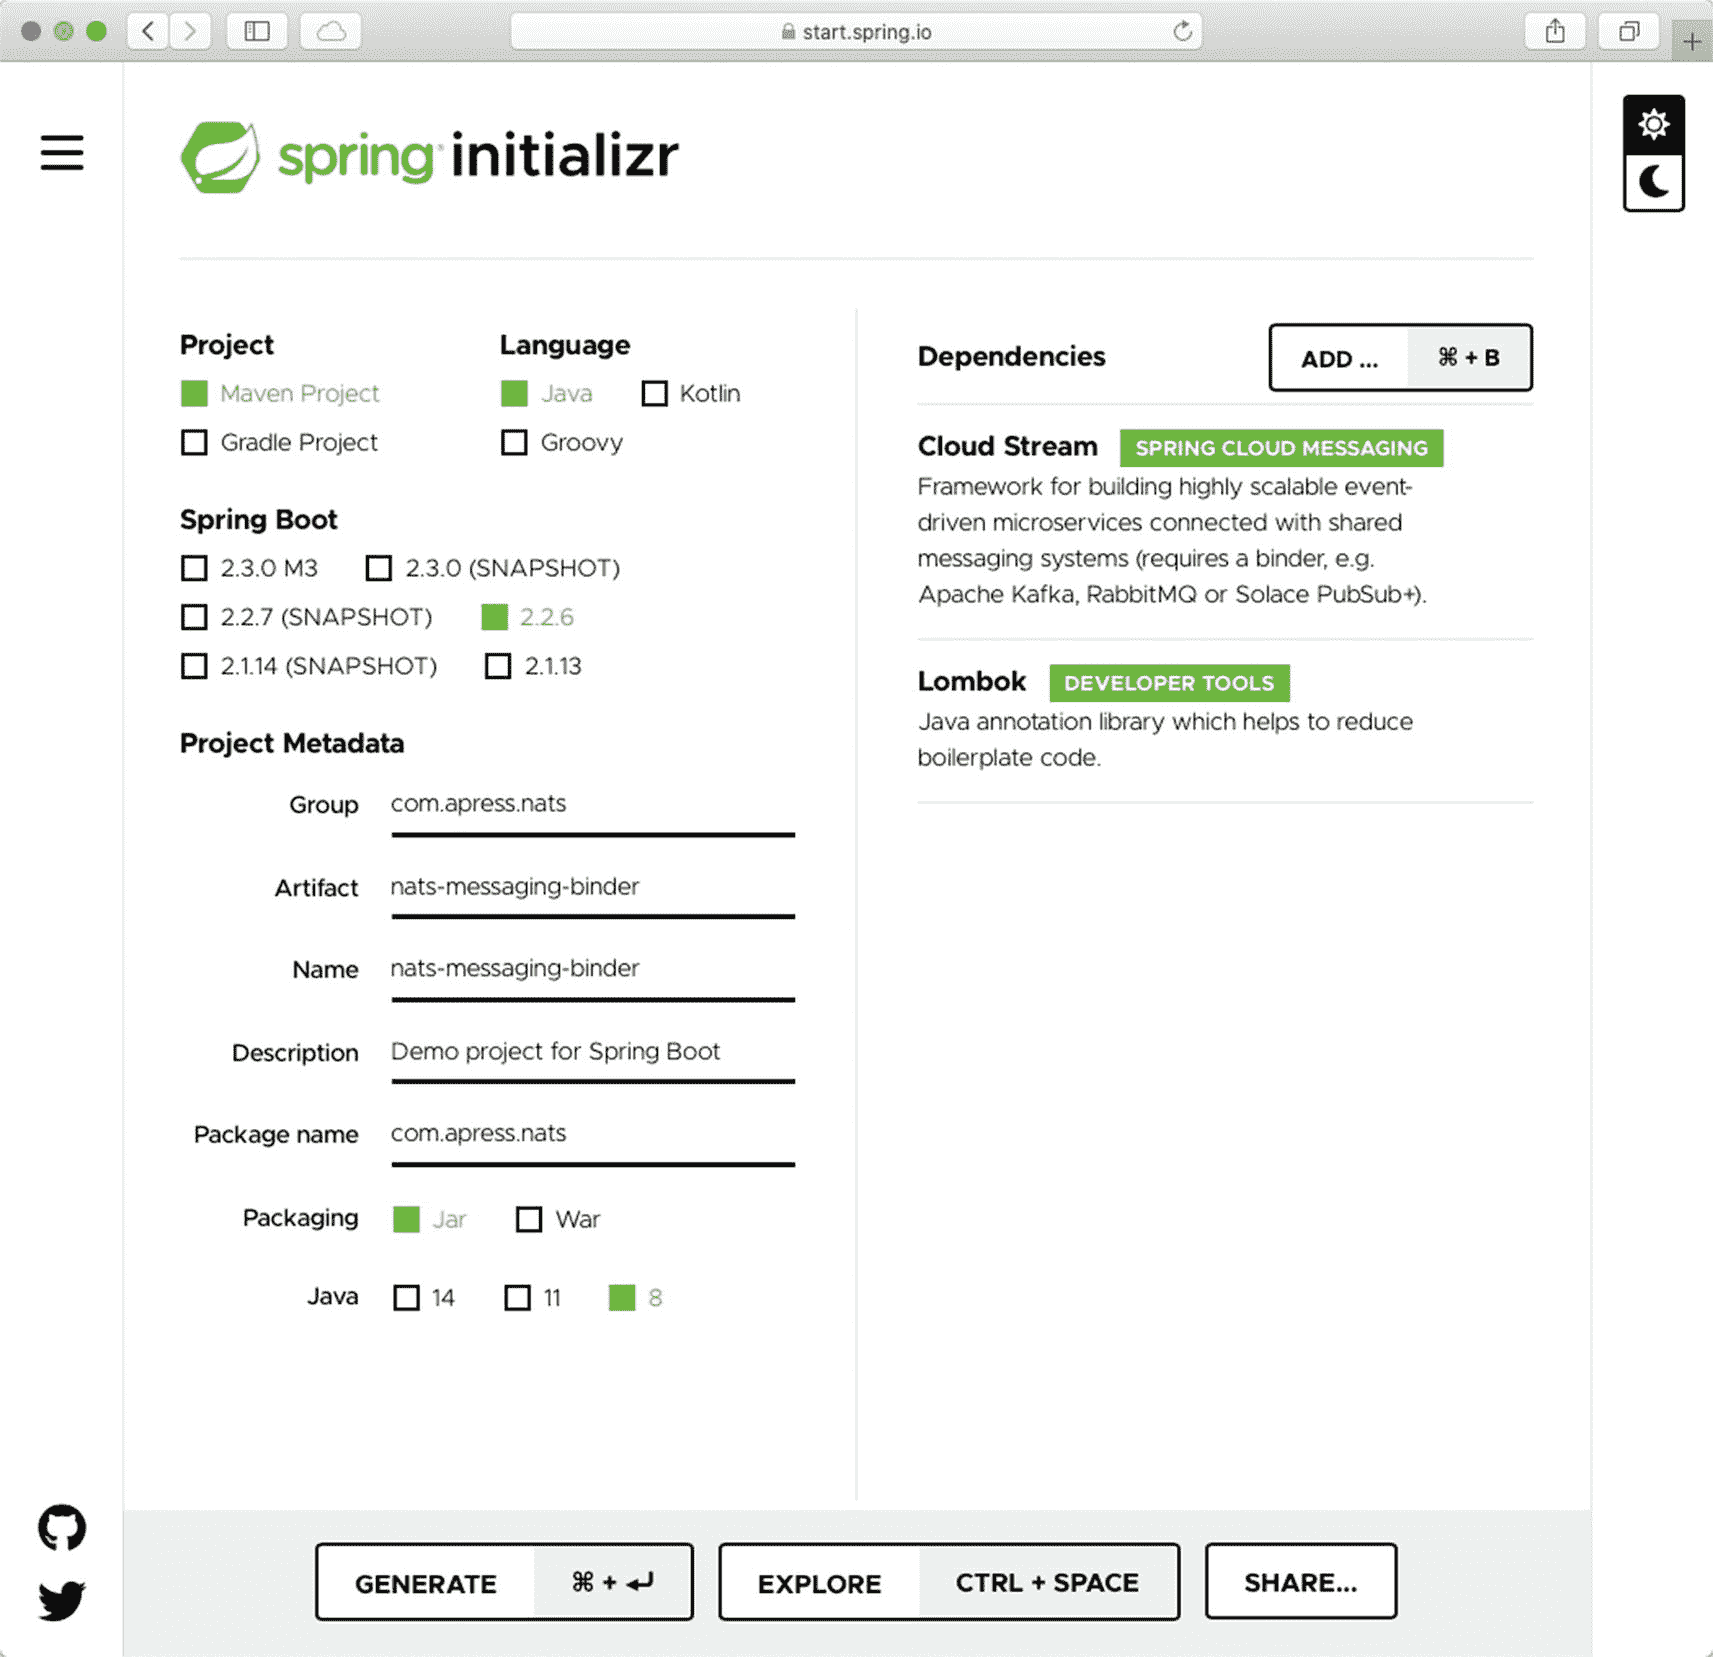 start.spring.io
spring initializr
Project
Maven Project
Gradle Project
Language
Java Kotlin
Groovy
Spring Boot
2.3.0 M3 2.3.0 (SNAPSHOT)
2.2.7 (SNAPSHOT) 2.2.6
2.1.14 (SNAPSHOT) 2.1.13
Project Metadata
Group com.apress.nats
Artifact nats-messaging-binder
Name nats-messaging-binder
Description Demo project for Spring Boot
Package name com.apress.nats
Packaging Jar War
Java 14 11 8
Dependencies
ADD ... ⌘ + B
Cloud Stream SPRING CLOUD MESSAGING
Framework for building highly scalable event-
driven microservices connected with shared
messaging systems (requires a binder, e.g.
Apache Kafka, RabbitMQ or Solace PubSub+).
Lombok DEVELOPER TOOLS
Java annotation library which helps to reduce
boilerplate code.
GENERATE ⌘ + ↵
EXPLORE CTRL + SPACE
SHARE...